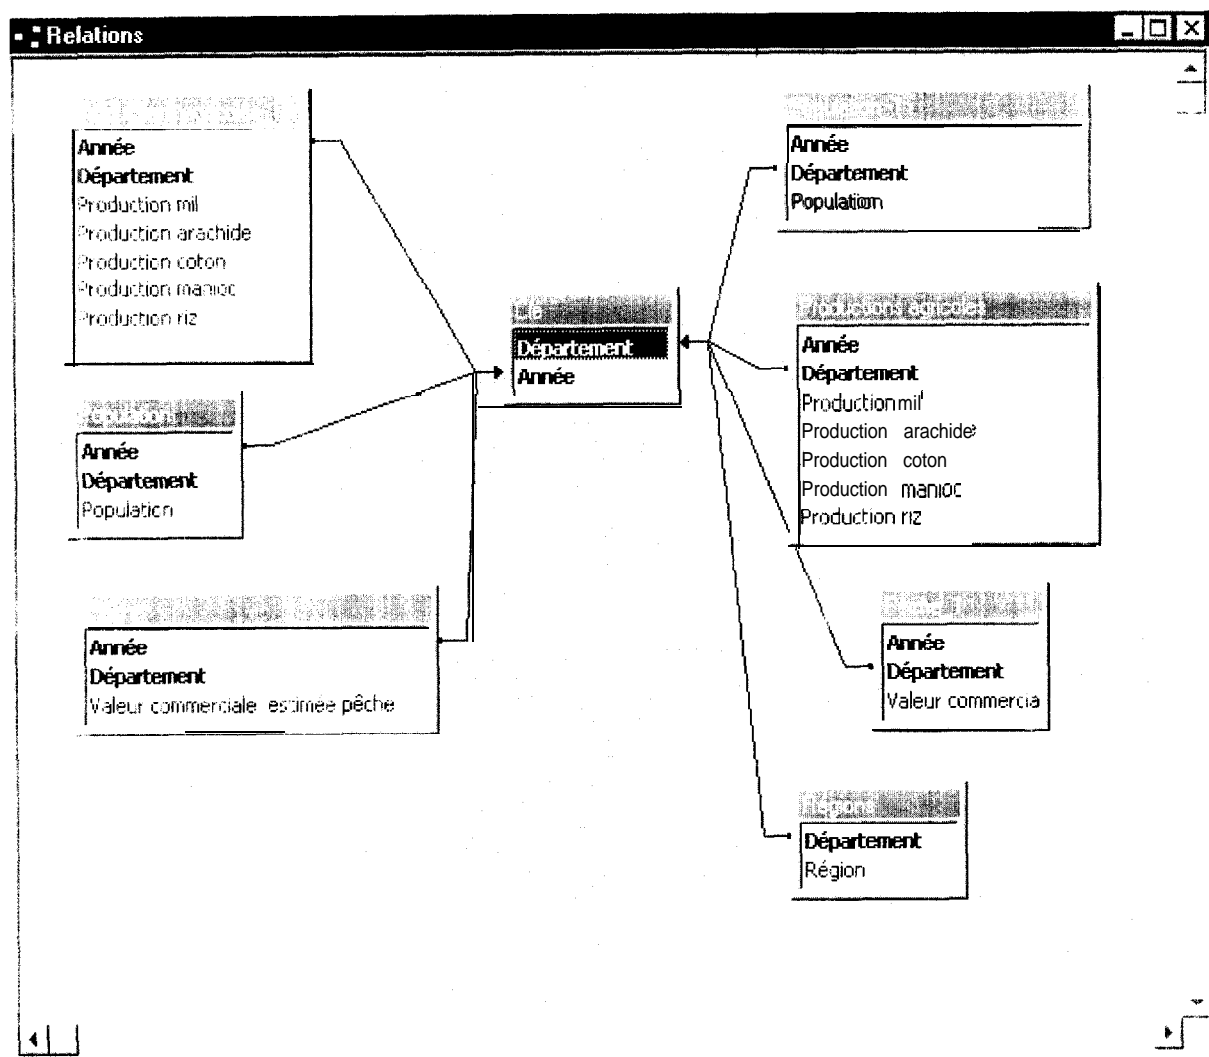 Relations
Année
Département
Production mil
Production arachide
Production coton
Production manioc
Production riz
Population
Année
Département
Population
Année
Département
Valeur commerciale estimée pêche
Clé
Département
Année
Année
Département
Population
Productions agricoles
Année
Département
Production mil
Production arachide
Production coton
Production manioc
Production riz
Année
Département
Valeur commercia
Régions
Département
Région